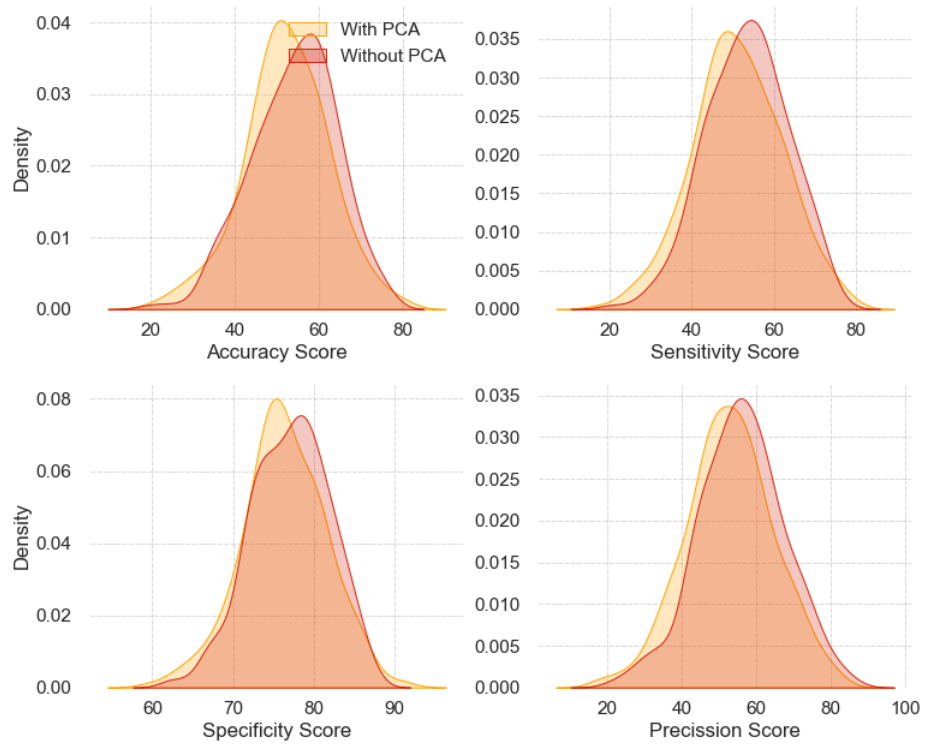 0.04
0.03
0.02
0.01
0.00
Density
With PCA
Without PCA
20 40 60 80
Accuracy Score
0.035
0.030
0.025
0.020
0.015
0.010
0.005
0.000
20 40 60 80
Sensitivity Score
0.08
0.06
0.04
0.02
0.00
Density
60 70 80 90
Specificity Score
0.035
0.030
0.025
0.020
0.015
0.010
0.005
0.000
20 40 60 80 100
Precission Score